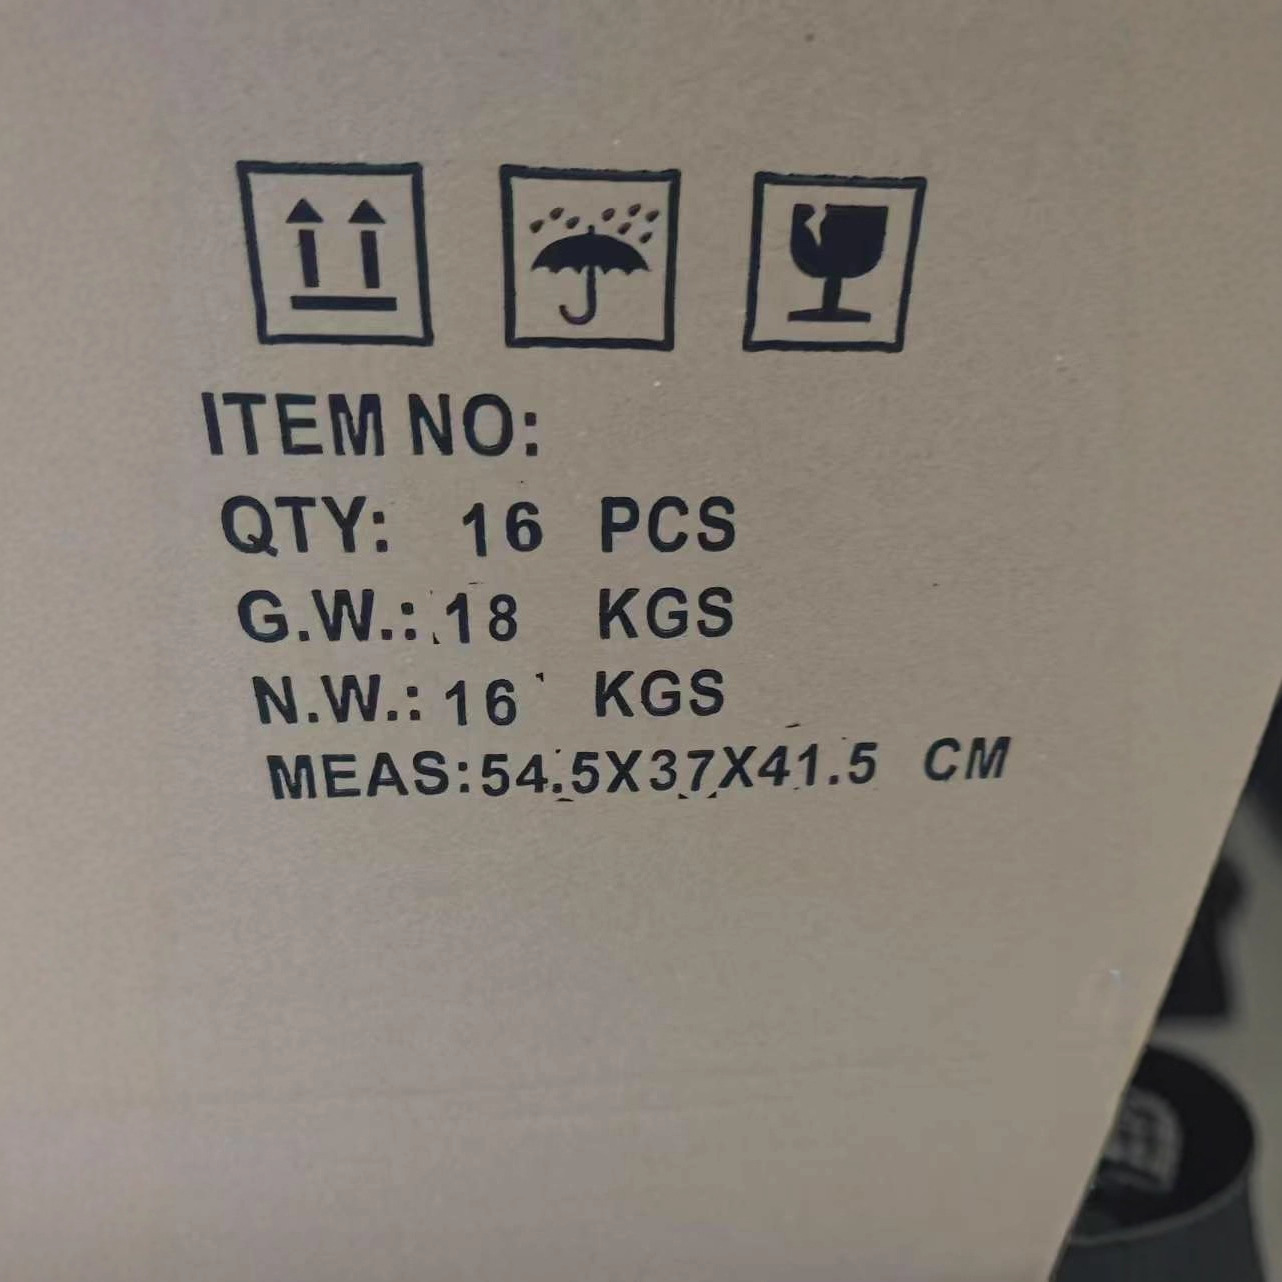 ITEM NO:
QTY: 16 PCS
G.W.: 18 KGS
N.W.: 16 KGS
MEAS:54.5X37X41.5 CM